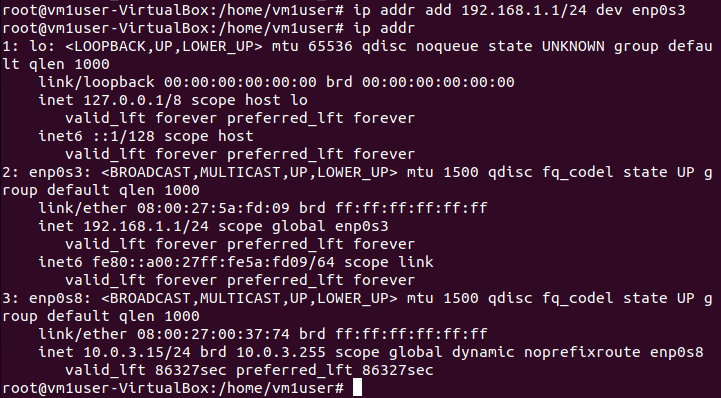 root@vm1user-VirtualBox:/home/vm1user# ip addr add 192.168.1.1/24 dev enp0s3
root@vm1user-VirtualBox:/home/vm1user# ip addr
1: lo: <LOOPBACK,UP,LOWER_UP> mtu 65536 qdisc noqueue state UNKNOWN group defau
lt qlen 1000
    link/loopback 00:00:00:00:00:00 brd 00:00:00:00:00:00
    inet 127.0.0.1/8 scope host lo
       valid_lft forever preferred_lft forever
    inet6 ::1/128 scope host
       valid_lft forever preferred_lft forever
2: enp0s3: <BROADCAST,MULTICAST,UP,LOWER_UP> mtu 1500 qdisc fq_codel state UP g
roup default qlen 1000
    link/ether 08:00:27:5a:fd:09 brd ff:ff:ff:ff:ff:ff
    inet 192.168.1.1/24 scope global enp0s3
       valid_lft forever preferred_lft forever
    inet6 fe80::a00:27ff:fe5a:fd09/64 scope link
       valid_lft forever preferred_lft forever
3: enp0s8: <BROADCAST,MULTICAST,UP,LOWER_UP> mtu 1500 qdisc fq_codel state UP g
roup default qlen 1000
    link/ether 08:00:27:00:37:74 brd ff:ff:ff:ff:ff:ff
    inet 10.0.3.15/24 brd 10.0.3.255 scope global dynamic noprefixroute enp0s8
       valid_lft 86327sec preferred_lft 86327sec
root@vm1user-VirtualBox:/home/vm1user#